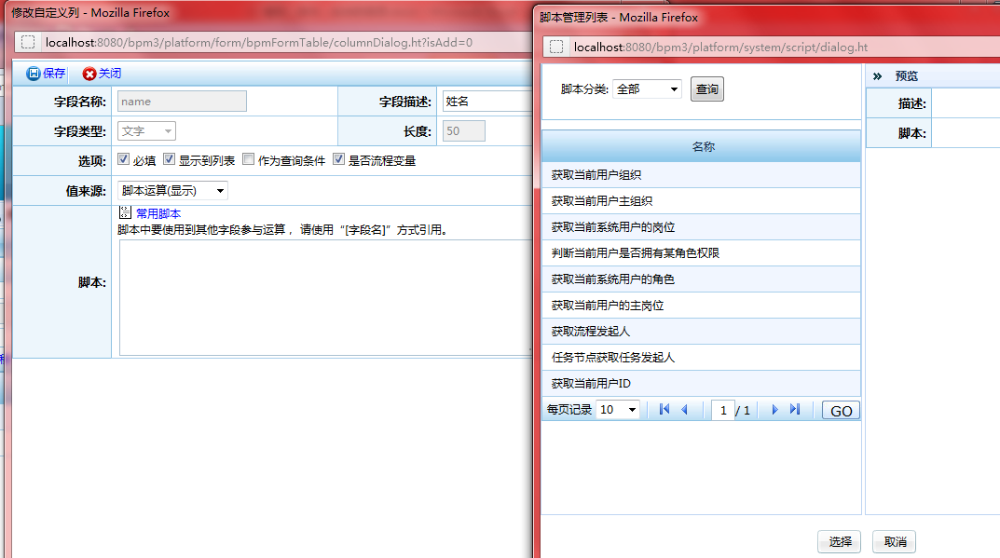 修改自定义列 - Mozilla Firefox
localhost:8080/bpm3/platform/form/bpmFormTable/columnDialog.ht?isAdd=0
保存 关闭
字段名称: name 字段描述: 姓名
字段类型: 文字 长度: 50
选项: 必填 显示到列表 作为查询条件 是否流程变量
值来源: 脚本运算(显示)
常用脚本
脚本中要使用到其他字段参与运算，请使用“[字段名]”方式引用。
脚本:
脚本管理列表 - Mozilla Firefox
localhost:8080/bpm3/platform/system/script/dialog.ht
脚本分类: 全部 查询
名称
获取当前用户组织
获取当前用户主组织
获取当前系统用户的岗位
判断当前用户是否拥有某角色权限
获取当前系统用户的角色
获取当前用户的主岗位
获取流程发起人
任务节点获取任务发起人
获取当前用户ID
每页记录 10 1 / 1 GO
» 预览
描述:
脚本:
选择 取消